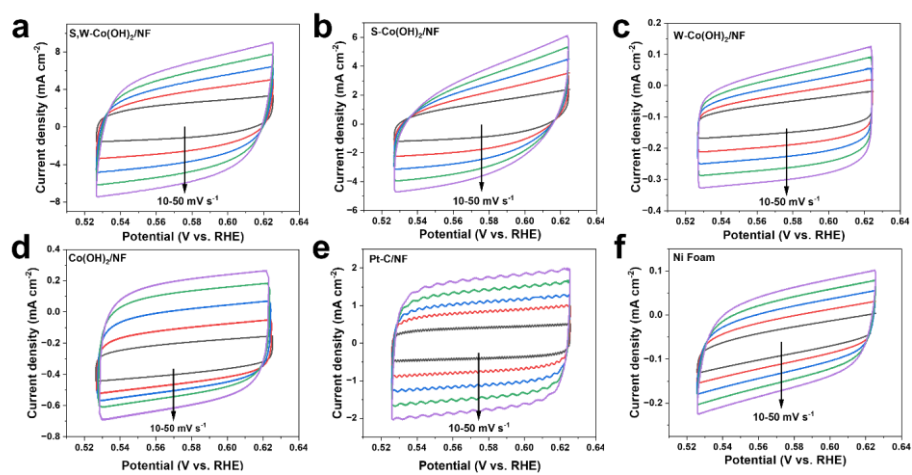 a
S,W-Co(OH)₂/NF
8
4
0
−4
−8
Current density (mA cm⁻²)
10-50 mV s⁻¹
0.52 0.54 0.56 0.58 0.60 0.62 0.64
Potential (V vs. RHE)
b
S-Co(OH)₂/NF
6
4
2
0
−2
−4
−6
Current density (mA cm⁻²)
10-50 mV s⁻¹
0.52 0.54 0.56 0.58 0.60 0.62 0.64
Potential (V vs. RHE)
c
W-Co(OH)₂/NF
0.2
0.1
0.0
−0.1
−0.2
−0.3
−0.4
Current density (mA cm⁻²)
10-50 mV s⁻¹
0.52 0.54 0.56 0.58 0.60 0.62 0.64
Potential (V vs. RHE)
d
Co(OH)₂/NF
0.4
0.2
0.0
−0.2
−0.4
−0.6
−0.8
Current density (mA cm⁻²)
10-50 mV s⁻¹
0.52 0.54 0.56 0.58 0.60 0.62 0.64
Potential (V vs. RHE)
e
Pt-C/NF
2
1
0
−1
−2
Current density (mA cm⁻²)
10-50 mV s⁻¹
0.52 0.54 0.56 0.58 0.60 0.62 0.64
Potential (V vs. RHE)
f
Ni Foam
0.1
0.0
−0.1
−0.2
Current density (mA cm⁻²)
10-50 mV s⁻¹
0.52 0.54 0.56 0.58 0.60 0.62 0.64
Potential (V vs. RHE)